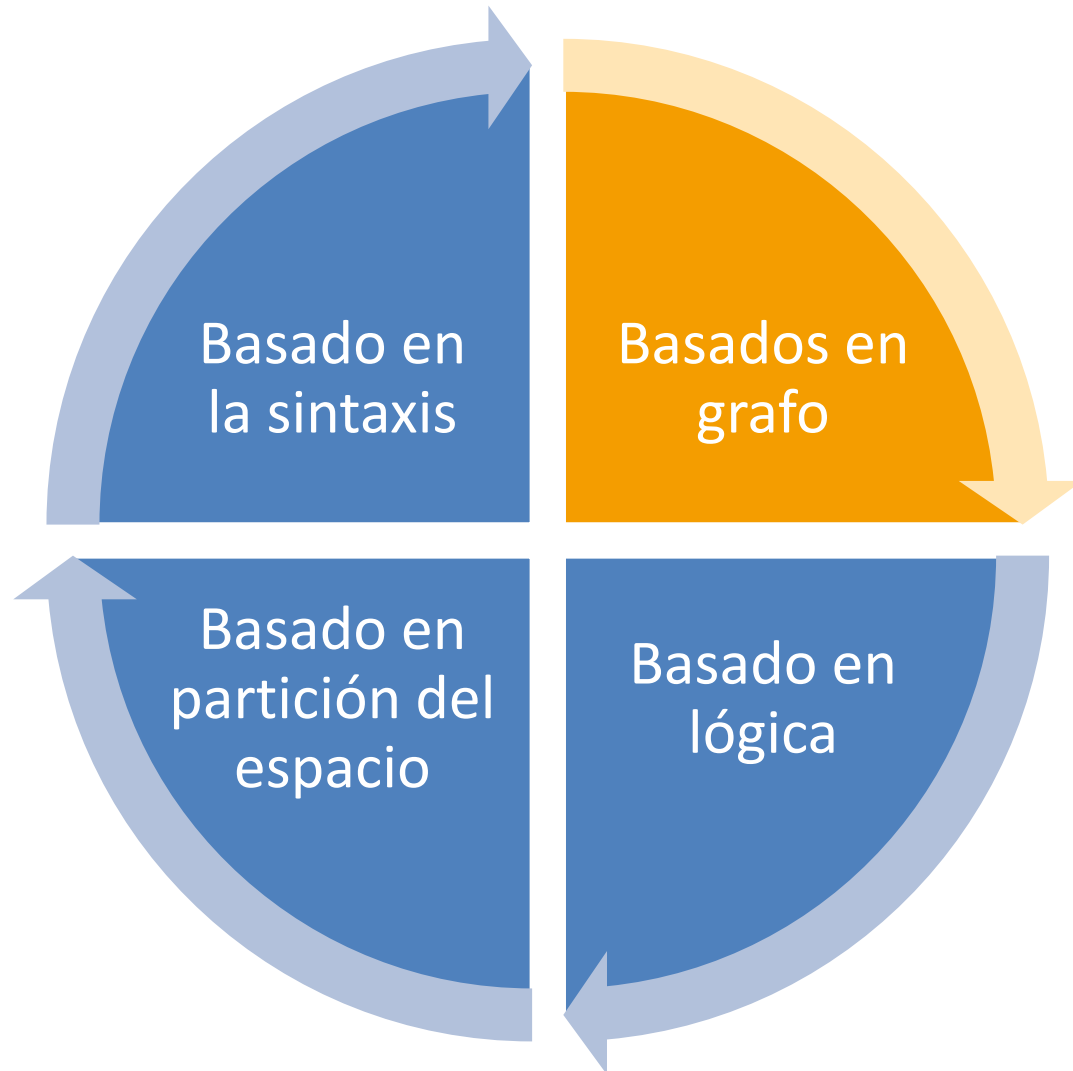 Basado en
la sintaxis
Basados en
grafo
Basado en
partición del
espacio
Basado en
lógica